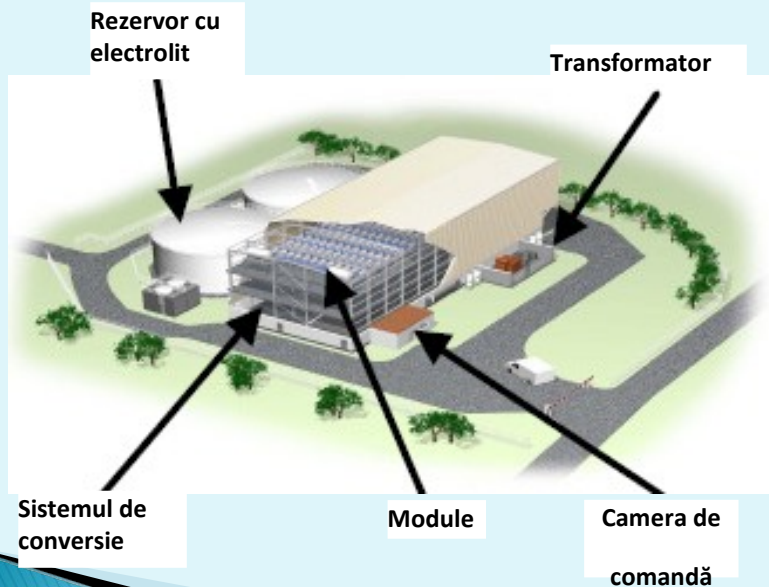 Rezervor cu
electrolit
Transformator
Sistemul de
conversie
Module
Camera de
comandă